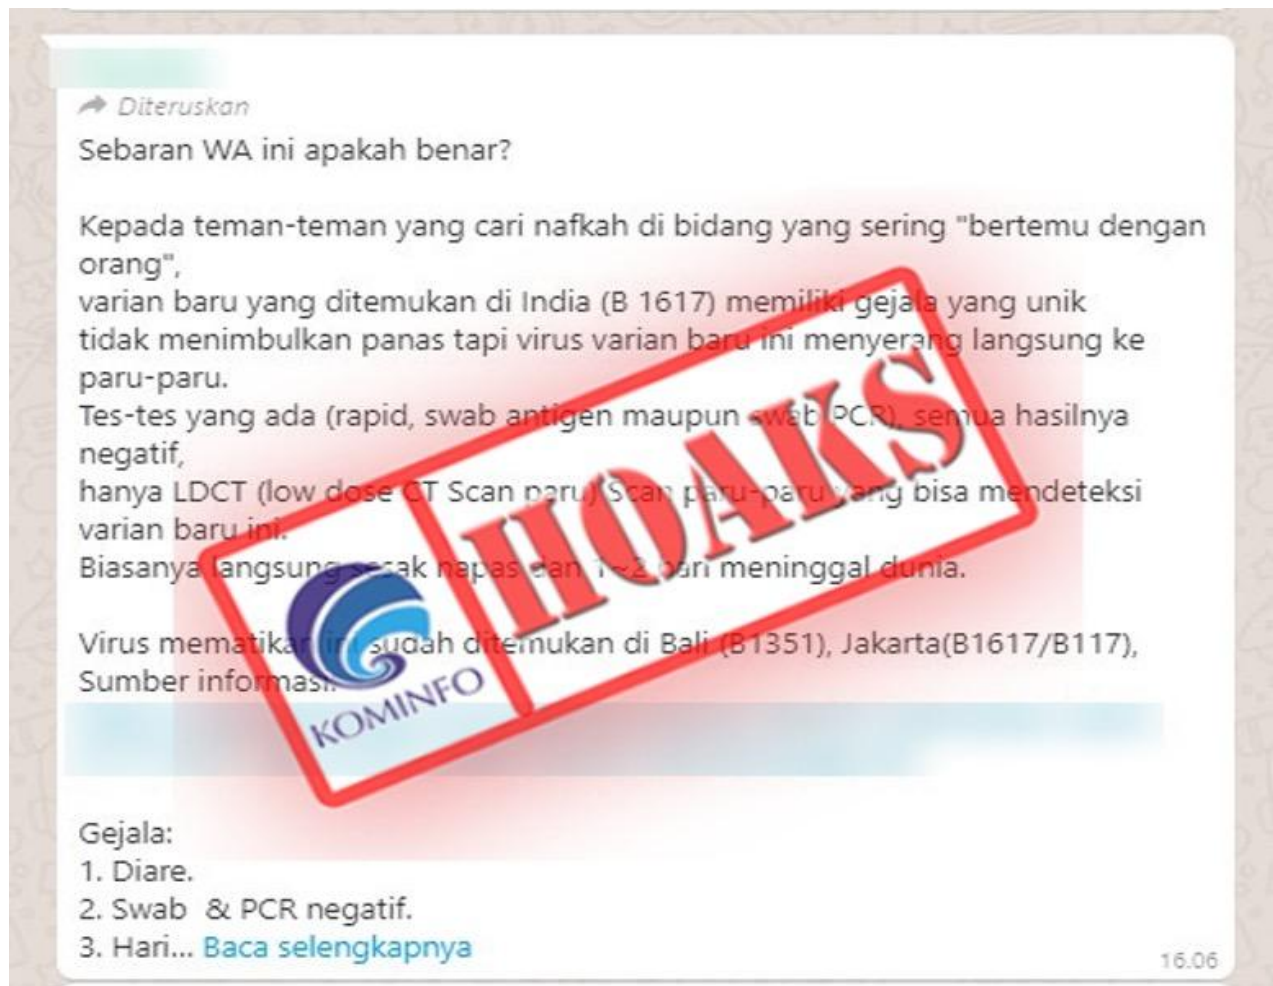 Diteruskan
Sebaran WA ini apakah benar?
Kepada teman-teman yang cari nafkah di bidang yang sering "bertemu dengan
orang",
varian baru yang ditemukan di India (B 1617) memiliki gejala yang unik
tidak menimbulkan panas tapi virus varian baru ini menyerang langsung ke
paru-paru.
Tes-tes yang ada (rapid, swab antigen maupun swab PCR), semua hasilnya
negatif,
hanya LDCT (low dose CT Scan paru)/Scan paru-paru yang bisa mendeteksi
varian baru ini.
Biasanya langsung sesak napas dan 1~2 hari meninggal dunia.
Virus mematikan ini sudah ditemukan di Bali (B1351), Jakarta(B1617/B117),
Sumber informasi:
HOAKS
KOMINFO
Gejala:
1. Diare.
2. Swab  & PCR negatif.
3. Hari... Baca selengkapnya
16.06